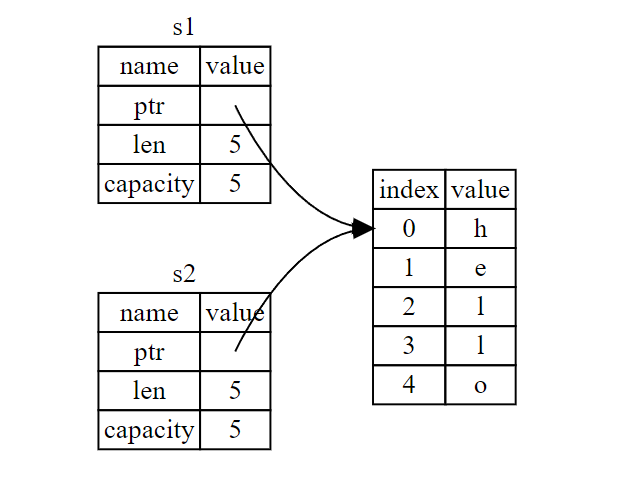 s1
name value
ptr
len 5
capacity 5
index value
0 h
1 e
2 l
3 l
4 o
s2
name value
ptr
len 5
capacity 5